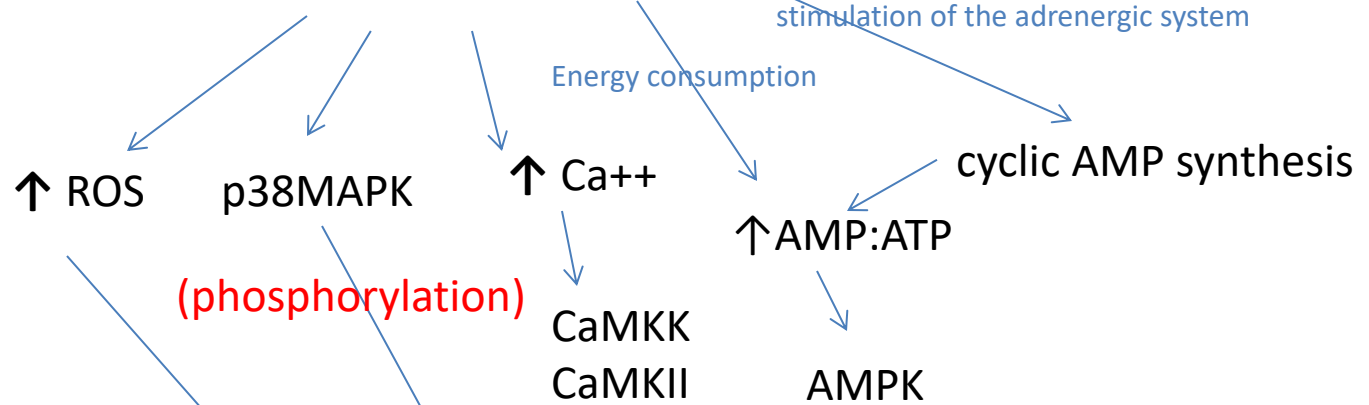 stimulation of the adrenergic system
Energy consumption
↑ ROS
p38MAPK
↑ Ca++
cyclic AMP synthesis
↑AMP:ATP
(phosphorylation)
CaMKK
CaMKII
AMPK